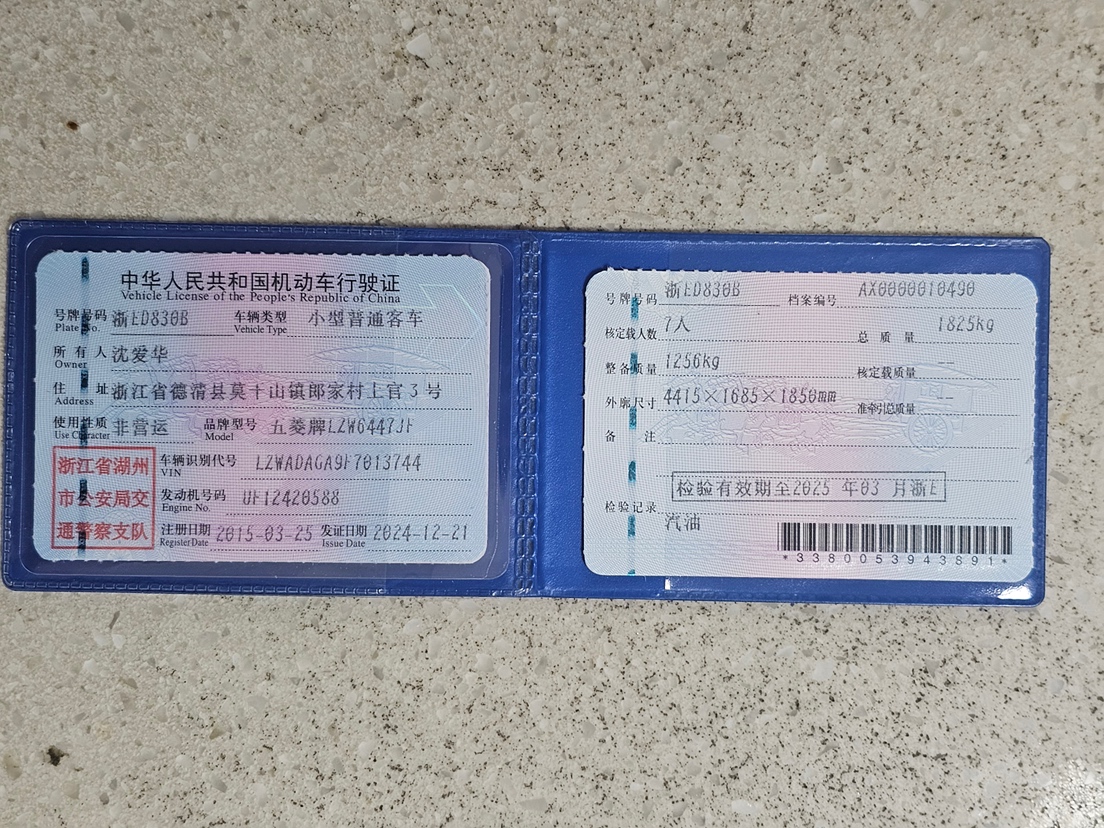 中华人民共和国机动车行驶证
Vehicle License of the People's Republic of China
号牌号码 浙ED830B 车辆类型 小型普通客车
Plate No. Vehicle Type
所有人 沈爱华
Owner
住址 浙江省德清县莫干山镇郎家村上官3号
Address
使用性质 非营运 品牌型号 五菱牌LZW6447JF
Use Character Model
浙江省湖州
市公安局交
通警察支队
车辆识别代号 LZWADAGA9F7013744
VIN
发动机号码 UF12420588
Engine No.
注册日期 2015-03-25 发证日期 2024-12-21
Register Date Issue Date
号牌号码 浙ED830B 档案编号 AX0000010490
核定载人数 7人 总质量 1825kg
整备质量 1256kg 核定载质量 --
外廓尺寸 4415×1685×1850mm 准牵引总质量 --
备注
检验有效期至2025 年03 月浙E
检验记录
汽油
*3380053943891*